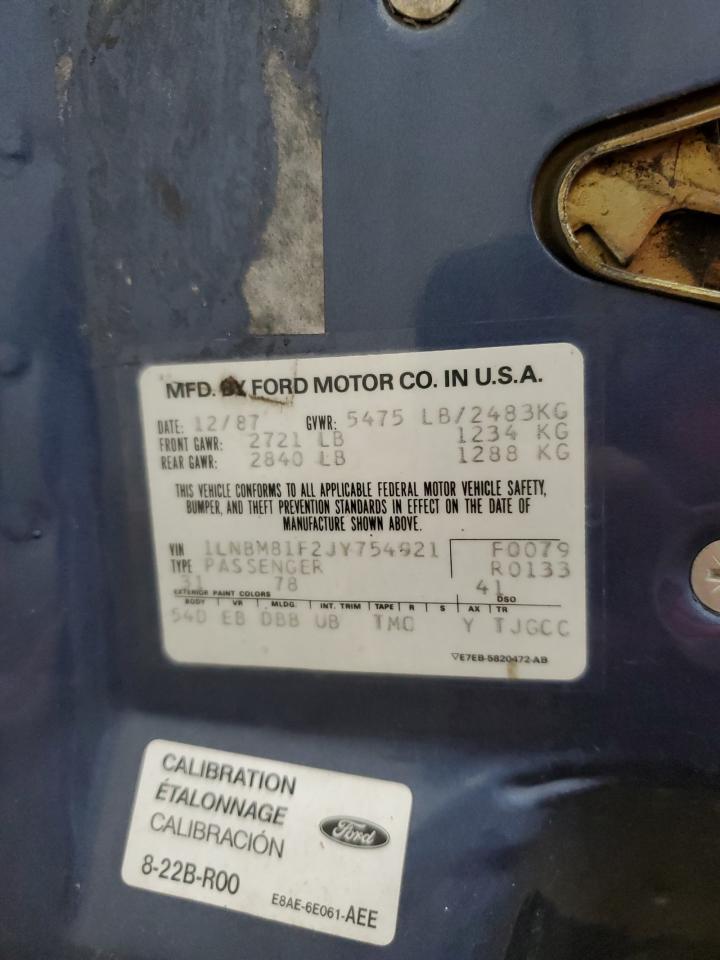 MFD. BY FORD MOTOR CO. IN U.S.A.
DATE: 12/87 GVWR: 5475 LB/2483KG
FRONT GAWR: 2721 LB 1234 KG
REAR GAWR: 2840 LB 1288 KG
THIS VEHICLE CONFORMS TO ALL APPLICABLE FEDERAL MOTOR VEHICLE SAFETY,
BUMPER, AND THEFT PREVENTION STANDARDS IN EFFECT ON THE DATE OF
MANUFACTURE SHOWN ABOVE.
VIN 1LNBM81F2JY754921 F0079
TYPE PASSENGER R0133
31 78 41
EXTERIOR PAINT COLORS DSO
BODY VR MLDG. INT. TRIM TAPE R S AX TR
54D EB DBB UB TMC Y TJGCC
E7EB-5820472-AB
CALIBRATION
ÉTALONNAGE
CALIBRACIÓN
Ford
8-22B-R00
E8AE-6E061-AEE